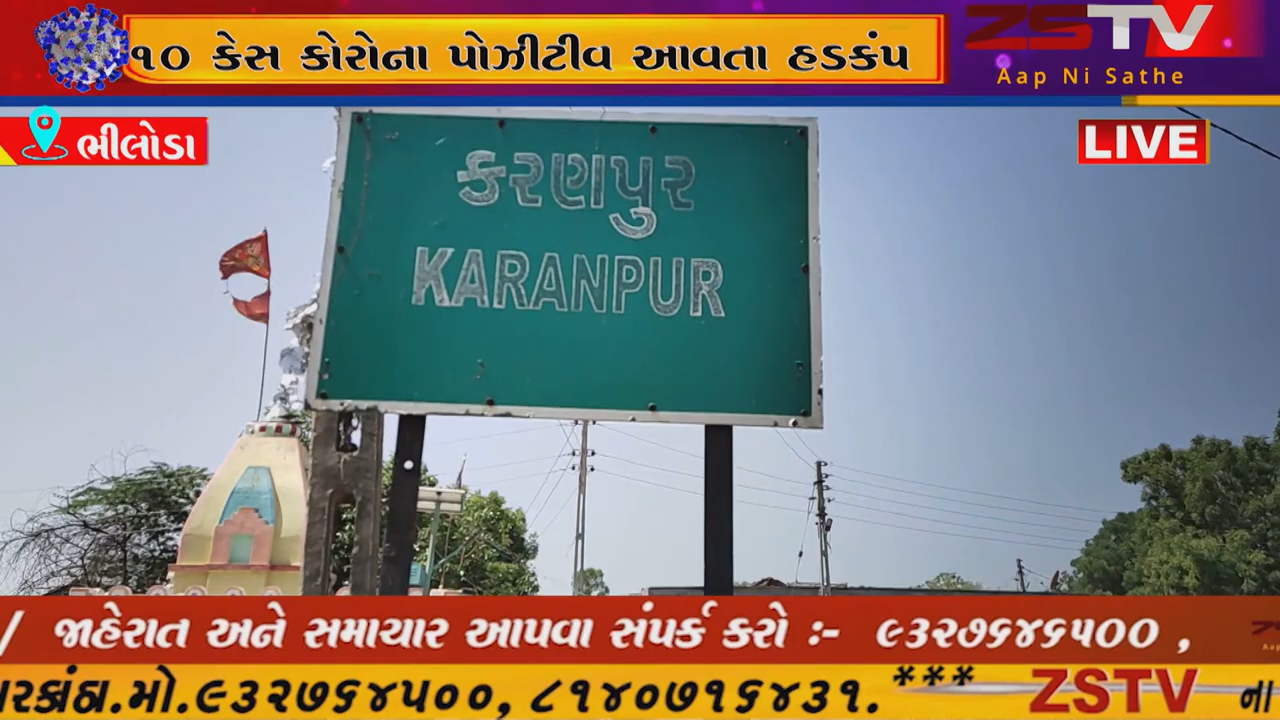 ૧૦ કેસ કોરોના પોઝીટીવ આવતા હડકંપ
ZSTV
Aap Ni Sathe
ભીલોડા
LIVE
કરણપુર
KARANPUR
/ જાહેરાત અને સમાચાર આપવા સંપર્ક કરો :- ૯૩૨૭૬૪૬૫૦૦ ,
રકાંઠા.મો.૯૩૨૭૬૪૫૦૦, ૮૧૪૦૭૧૬૪૩૧. *** ZSTV ના